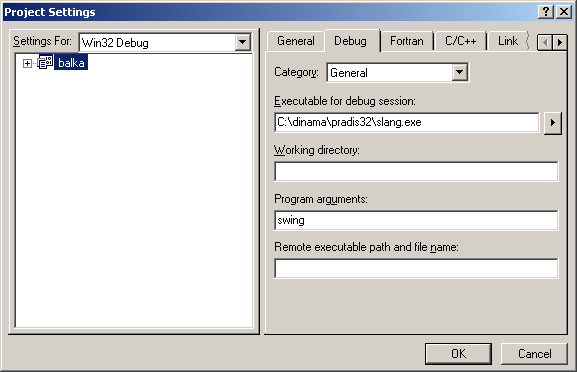 Project Settings
Settings For: Win32 Debug
balka
General Debug Fortran C/C++ Link
Category: General
Executable for debug session:
C:\dinama\pradis32\slang.exe
Working directory:
Program arguments:
swing
Remote executable path and file name:
OK Cancel